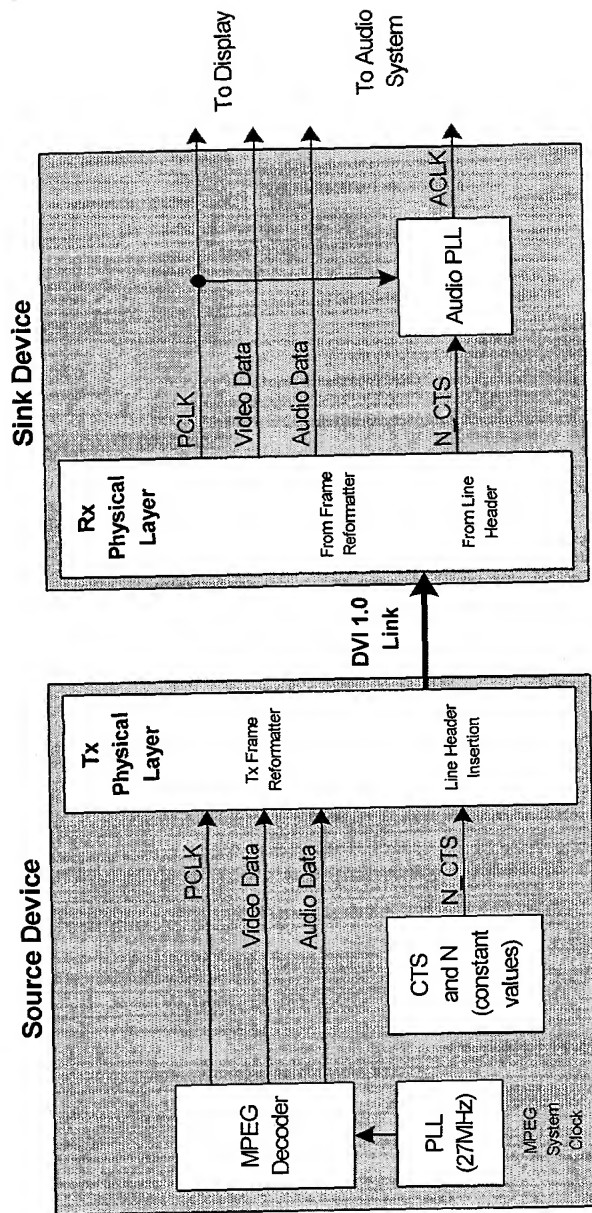 Source Device
MPEG
Decoder
PLL
(27MHz)
MPEG
System
Clock
CTS
and N
(constant
values)
PCLK
Video Data
Audio Data
N_CTS
Tx
Physical
Layer
Tx Frame
Reformatter
Line Header
Insertion
DVI 1.0
Link
Sink Device
Rx
Physical
Layer
From Frame
Reformatter
From Line
Header
PCLK
Video Data
Audio Data
N_CTS
Audio PLL
ACLK
To Display
To Audio
System